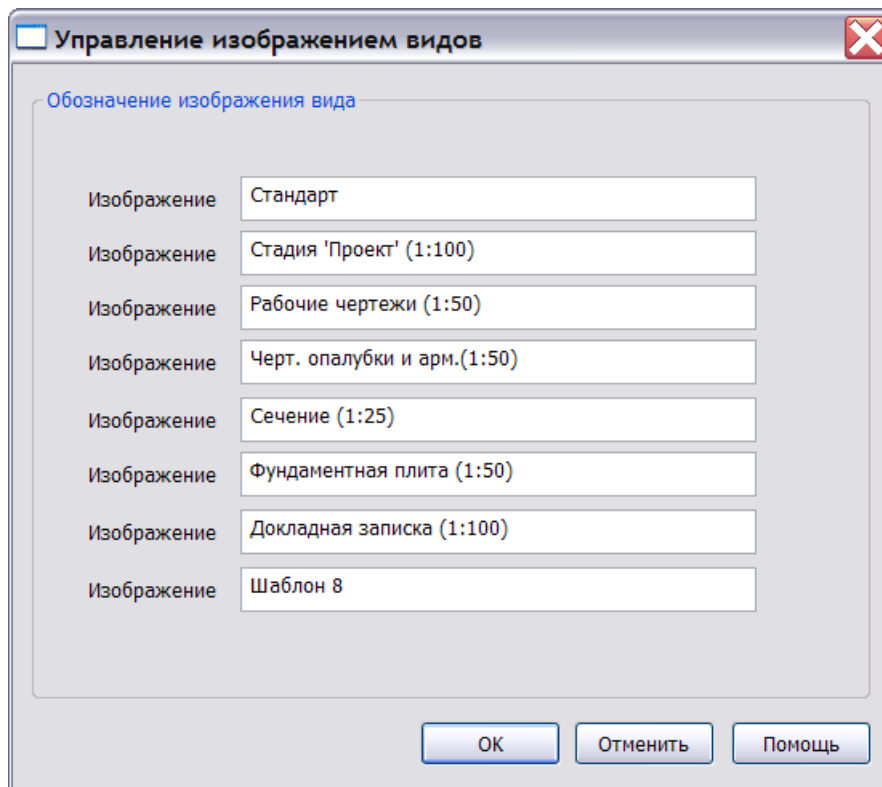 Управление изображением видов
Обозначение изображения вида
Изображение Стандарт
Изображение Стадия 'Проект' (1:100)
Изображение Рабочие чертежи (1:50)
Изображение Черт. опалубки и арм.(1:50)
Изображение Сечение (1:25)
Изображение Фундаментная плита (1:50)
Изображение Докладная записка (1:100)
Изображение Шаблон 8
ОК Отменить Помощь